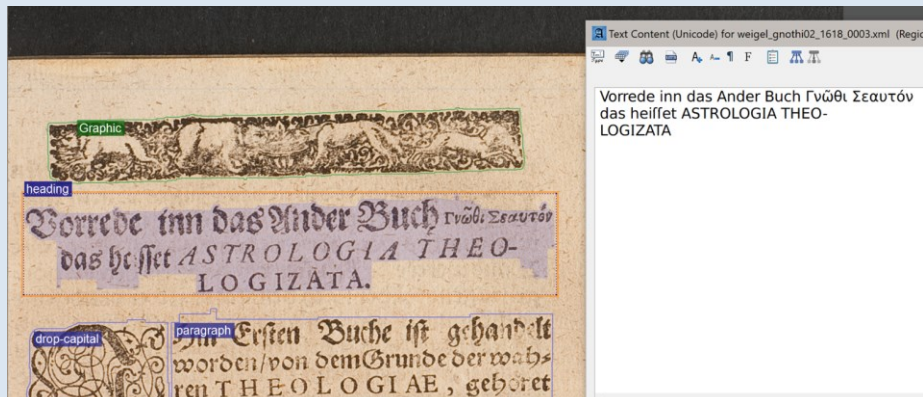 Text Content (Unicode) for weigel_gnothi02_1618_0003.xml (Regio
Graphic
heading
Vorrede inn das Ander Buch Γνῶθι Σεαυτόν
das heiſſet ASTROLOGIA THEO-
LOGIZATA.
drop-capital
paragraph
Im Erſten Buche iſt gehandelt
worden/von dem Grunde der wah-
ren THEOLOGIAE, gehöret
Vorrede inn das Ander Buch Γνῶθι Σεαυτόν
das heiſſet ASTROLOGIA THEO-
LOGIZATA